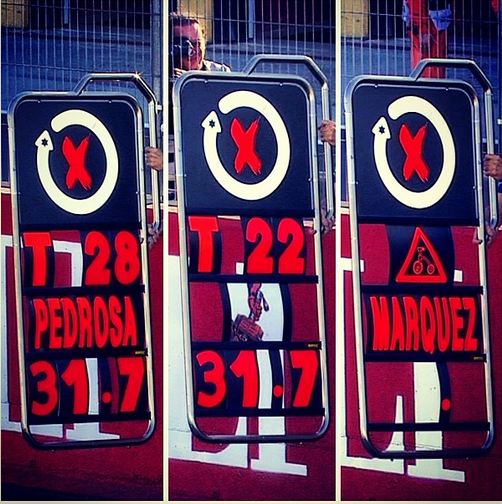 X
T 28
PEDROSA
31.7
X
T 22
31.7
X
MARQUEZ
.